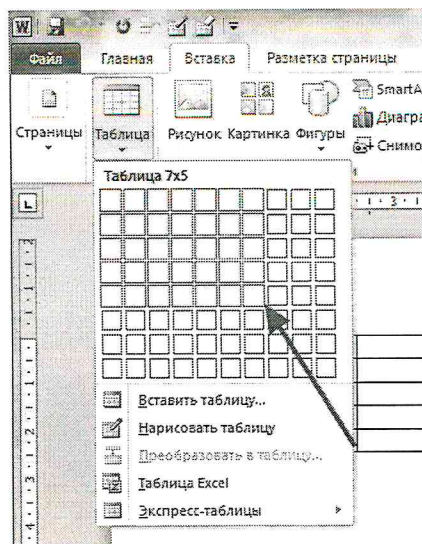 W
Файл Главная Вставка Разметка страницы
Страницы Таблица Рисунок Картинка Фигуры
SmartA
Диагра
Снимо
Таблица 7x5
Вставить таблицу...
Нарисовать таблицу
Преобразовать в таблицу...
Таблица Excel
Экспресс-таблицы